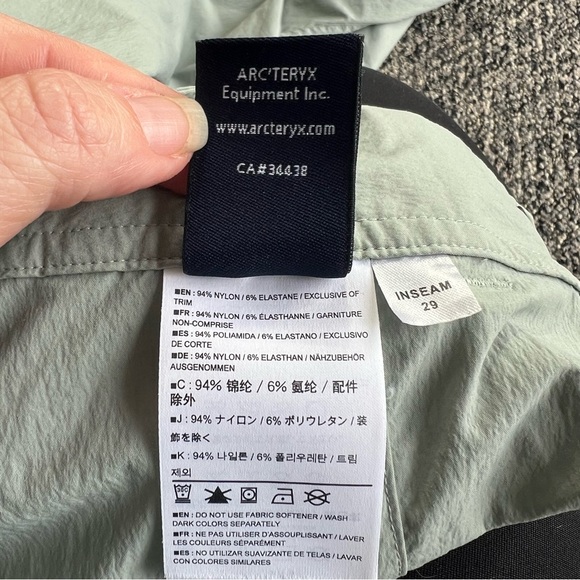 ARC'TERYX
Equipment Inc.
www.arcteryx.com
CA#34438
INSEAM
29
■EN: 94% NYLON / 6% ELASTANE / EXCLUSIVE OF
TRIM
■FR: 94% NYLON / 6% ÉLASTHANNE / GARNITURE
NON-COMPRISE
■ES: 94% POLIAMIDA / 6% ELASTANO / EXCLUSIVO
DE CORTE
■DE: 94% NYLON / 6% ELASTHAN / NÄHZUBEHÖR
AUSGENOMMEN
■C: 94% 锦纶 / 6% 氨纶 / 配件
除外
■J: 94% ナイロン / 6% ポリウレタン / 装
飾を除く
■K: 94% 나일론 / 6% 폴리우레탄 / 트림
제외
■EN: DO NOT USE FABRIC SOFTENER / WASH
DARK COLORS SEPARATELY
■FR: NE PAS UTILISER D'ASSOUPLISSANT / LAVER
LES COULEURS SÉPARÉMENT
■ES: NO UTILIZAR SUAVIZANTE DE TELAS / LAVAR
CON COLORES SIMILARES